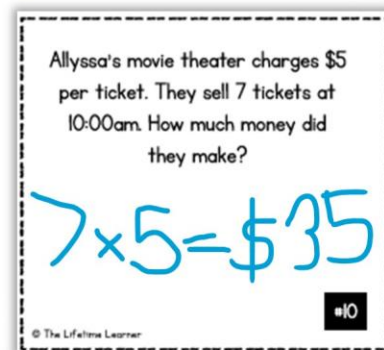 Allyssa's movie theater charges $5
per ticket. They sell 7 tickets at
10:00am. How much money did
they make?
7×5=$35
#10
© The Lifetime Learner